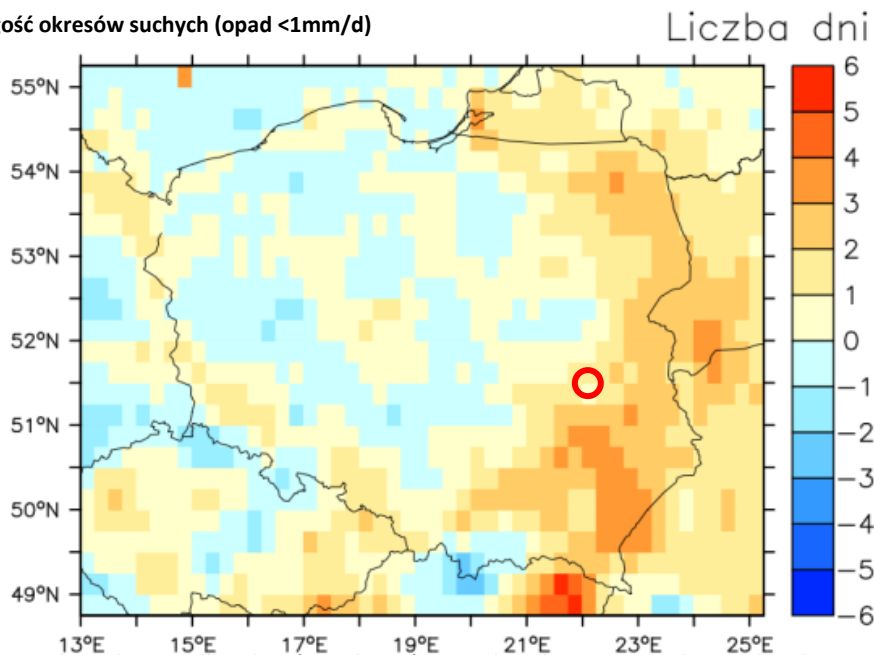 gość okresów suchych (opad <1mm/d)
Liczba dni
55°N
54°N
53°N
52°N
51°N
50°N
49°N
13°E 15°E 17°E 19°E 21°E 23°E 25°E
6
5
4
3
2
1
0
−1
−2
−3
−4
−5
−6